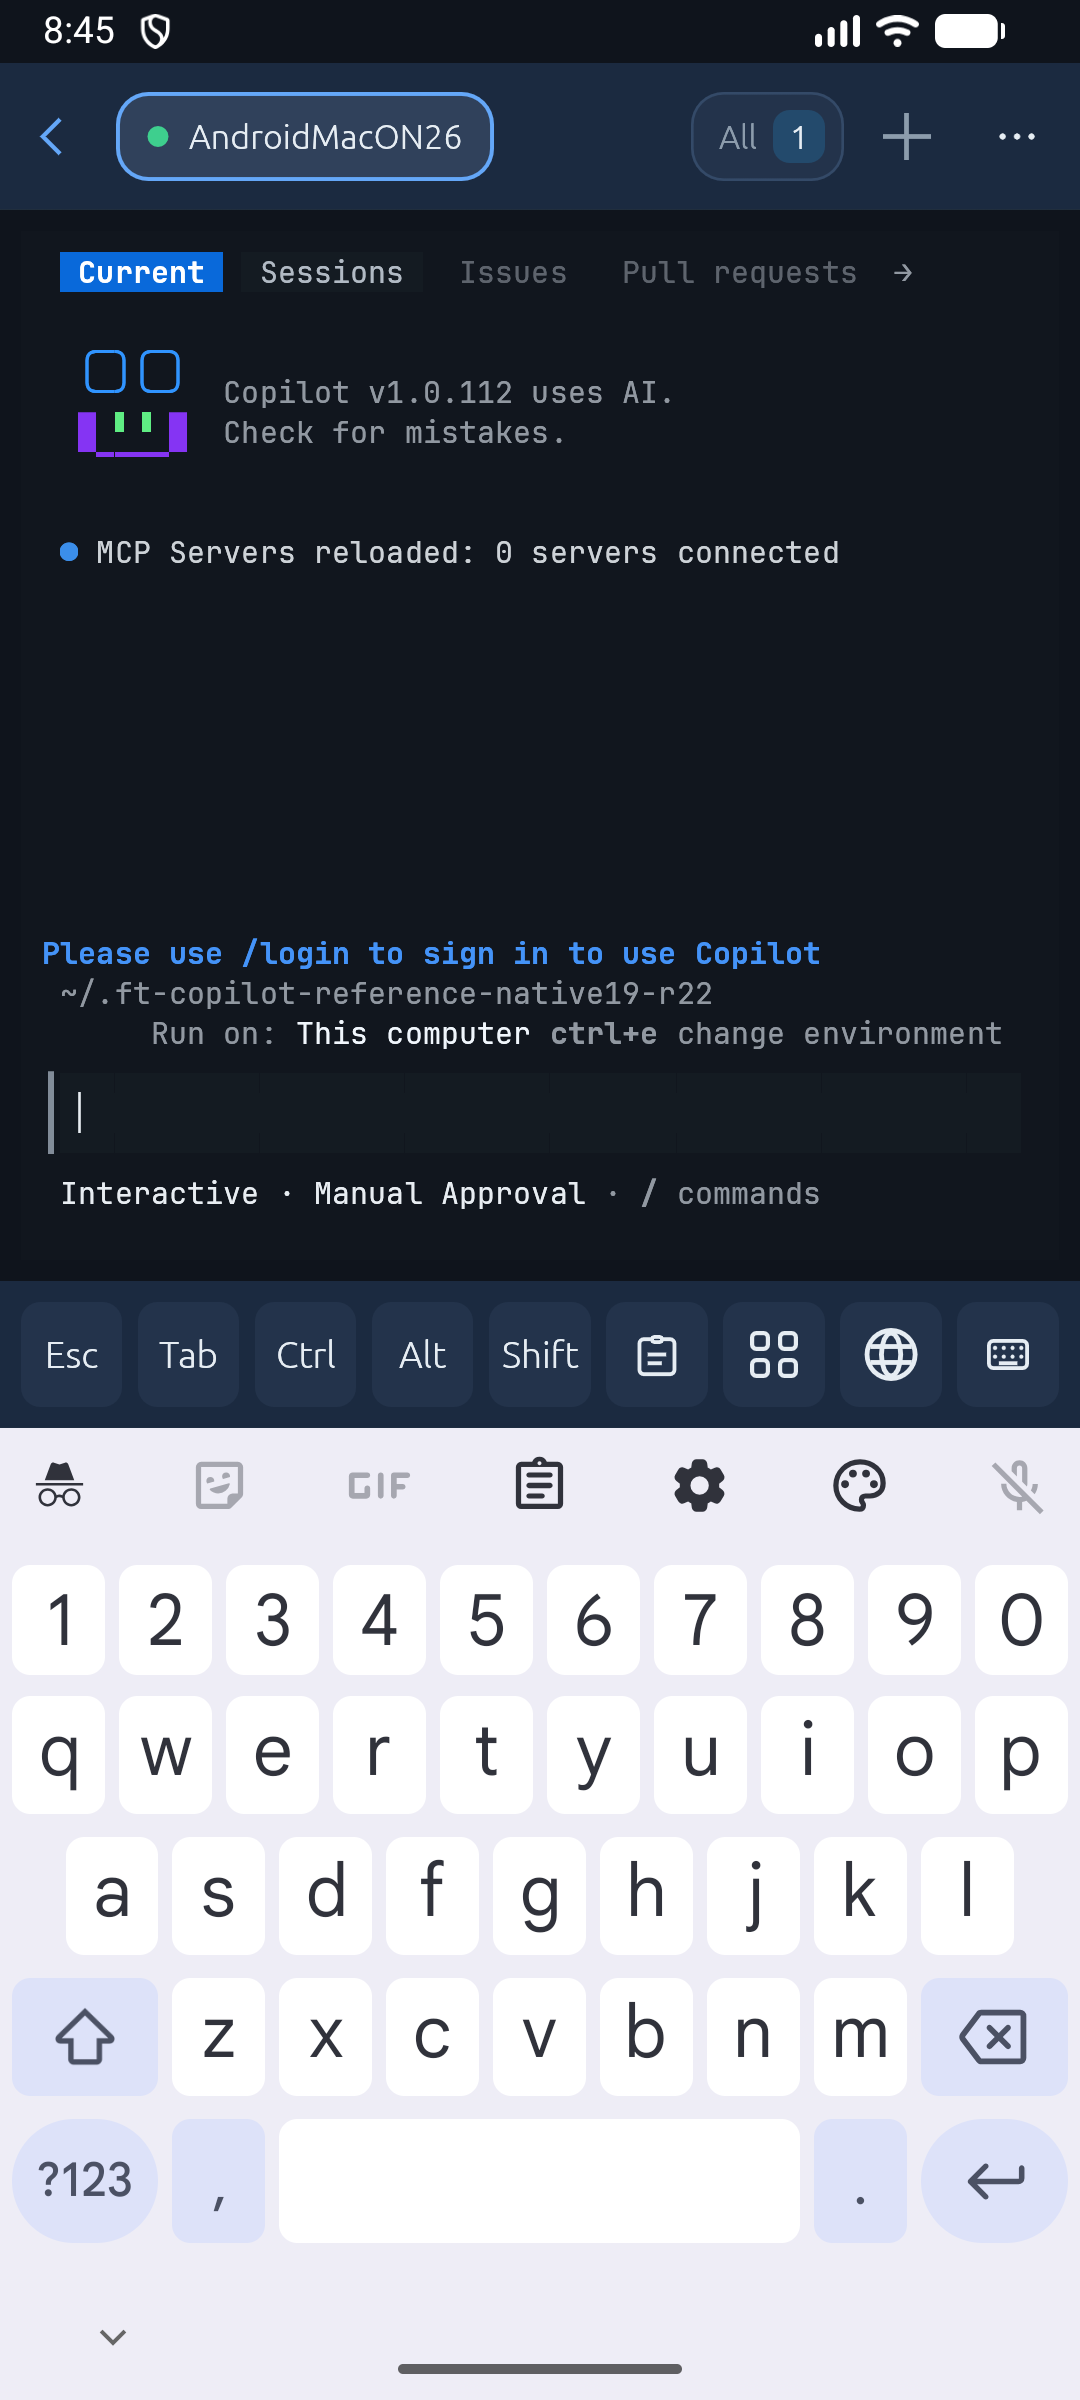 8:45
AndroidMacON26
All 1
Current Sessions Issues Pull requests →
Copilot v1.0.112 uses AI.
Check for mistakes.
● MCP Servers reloaded: 0 servers connected
Please use /login to sign in to use Copilot
~/.ft-copilot-reference-native19-r22
Run on: This computer ctrl+e change environment
Interactive · Manual Approval · / commands
Esc Tab Ctrl Alt Shift
GIF
1 2 3 4 5 6 7 8 9 0
q w e r t y u i o p
a s d f g h j k l
z x c v b n m
?123 , .